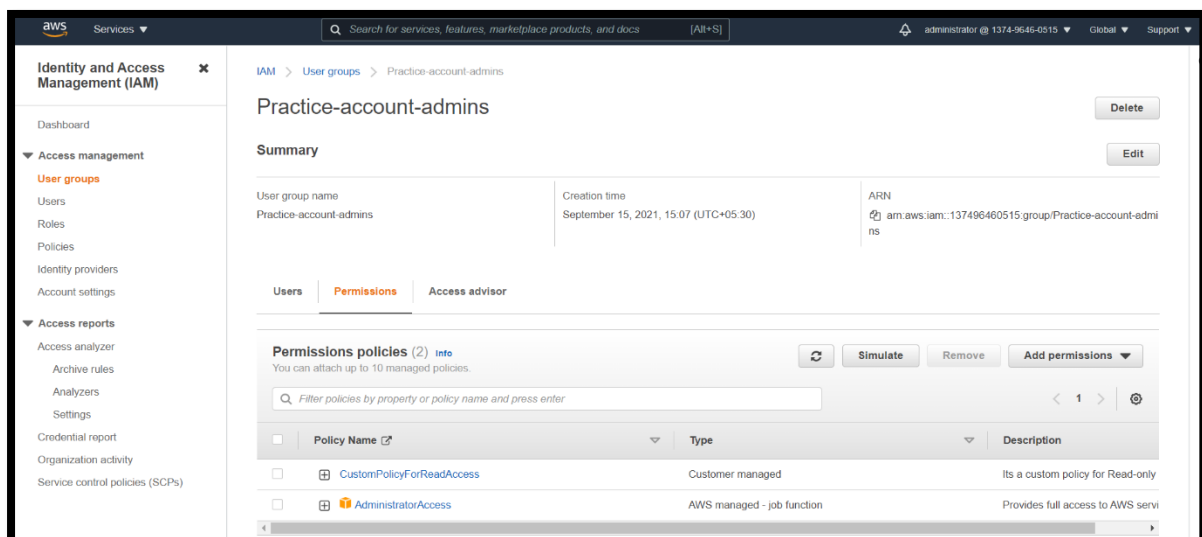 aws
Services
Search for services, features, marketplace products, and docs [Alt+S]
administrator @ 1374-9646-0515
Global
Support
Identity and Access
Management (IAM)
Dashboard
Access management
User groups
Users
Roles
Policies
Identity providers
Account settings
Access reports
Access analyzer
Archive rules
Analyzers
Settings
Credential report
Organization activity
Service control policies (SCPs)
IAM > User groups > Practice-account-admins
Practice-account-admins
Delete
Summary
Edit
User group name
Practice-account-admins
Creation time
September 15, 2021, 15:07 (UTC+05:30)
ARN
arn:aws:iam::137496460515:group/Practice-account-admi
ns
Users
Permissions
Access advisor
Permissions policies (2) Info
You can attach up to 10 managed policies.
Simulate
Remove
Add permissions
Filter policies by property or policy name and press enter
< 1 >
Policy Name
Type
Description
CustomPolicyForReadAccess
Customer managed
Its a custom policy for Read-only
AdministratorAccess
AWS managed - job function
Provides full access to AWS servi